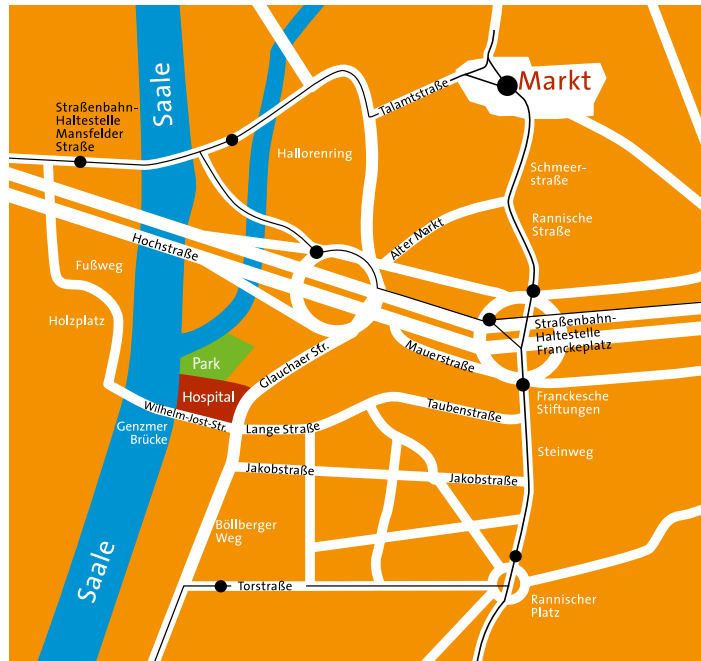 Saale
Markt
Straßenbahn-
Haltestelle
Mansfelder
Straße
Talamtstraße
Hallorenring
Schmeer-
straße
Rannische
Straße
Alter Markt
Hochstraße
Fußweg
Holzplatz
Straßenbahn-
Haltestelle
Franckeplatz
Mauerstraße
Glauchaer Sfr.
Park
Hospital
Franckesche
Stiftungen
Taubenstraße
Wilhelm-Jost-Str.
Lange Straße
Genzmer
Brücke
Steinweg
Jakobstraße
Jakobstraße
Böllberger
Weg
Saale
Torstraße
Rannischer
Platz